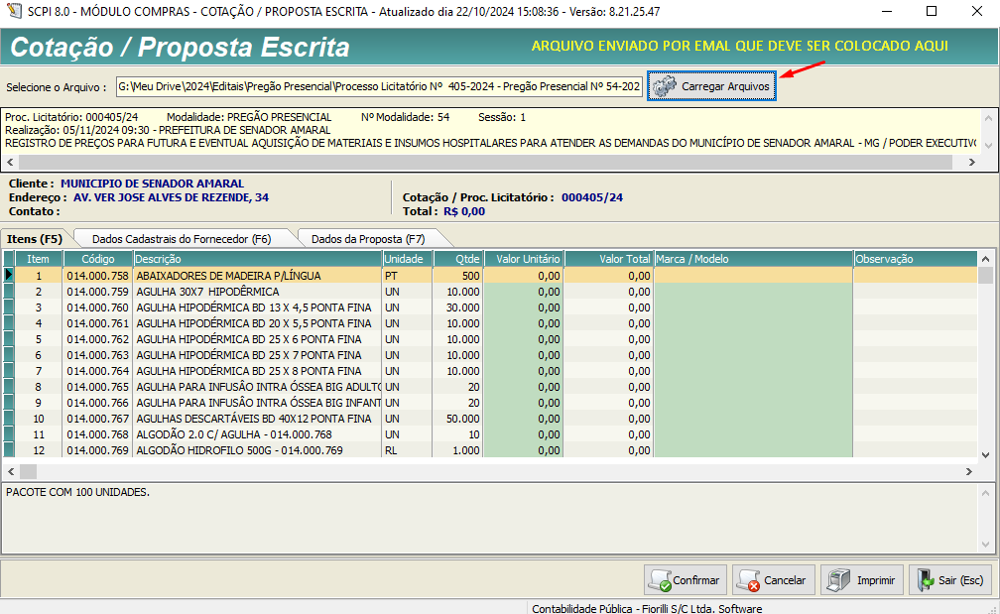 SCPI 8.0 - MÓDULO COMPRAS - COTAÇÃO / PROPOSTA ESCRITA - Atualizado dia 22/10/2024 15:08:36 - Versão: 8.21.25.47
Cotação / Proposta Escrita
ARQUIVO ENVIADO POR EMAL QUE DEVE SER COLOCADO AQUI
Selecione o Arquivo : G:\Meu Drive\2024\Editais\Pregão Presencial\Processo Licitatório Nº 405-2024 - Pregão Presencial Nº 54-202 Carregar Arquivos
Proc. Licitatório: 000405/24 Modalidade: PREGÃO PRESENCIAL Nº Modalidade: 54 Sessão: 1
Realização: 05/11/2024 09:30 - PREFEITURA DE SENADOR AMARAL
REGISTRO DE PREÇOS PARA FUTURA E EVENTUAL AQUISIÇÃO DE MATERIAIS E INSUMOS HOSPITALARES PARA ATENDER AS DEMANDAS DO MUNICÍPIO DE SENADOR AMARAL - MG / PODER EXECUTIVO
Cliente : MUNICIPIO DE SENADOR AMARAL
Endereço : AV. VER JOSE ALVES DE REZENDE, 34 Cotação / Proc. Licitatório : 000405/24
Contato : Total : R$ 0,00
Itens (F5) Dados Cadastrais do Fornecedor (F6) Dados da Proposta (F7)
Item Código Descrição Unidade Qtde Valor Unitário Valor Total Marca / Modelo Observação
1 014.000.758 ABAIXADORES DE MADEIRA P/LÍNGUA PT 500 0,00 0,00
2 014.000.759 AGULHA 30X7 HIPODÊRMICA UN 10.000 0,00 0,00
3 014.000.760 AGULHA HIPODÉRMICA BD 13 X 4,5 PONTA FINA UN 30.000 0,00 0,00
4 014.000.761 AGULHA HIPODÉRMICA BD 20 X 5,5 PONTA FINA UN 10.000 0,00 0,00
5 014.000.762 AGULHA HIPODÉRMICA BD 25 X 6 PONTA FINA UN 10.000 0,00 0,00
6 014.000.763 AGULHA HIPODÉRMICA BD 25 X 7 PONTA FINA UN 10.000 0,00 0,00
7 014.000.764 AGULHA HIPODÉRMICA BD 25 X 8 PONTA FINA UN 10.000 0,00 0,00
8 014.000.765 AGULHA PARA INFUSÂO INTRA ÓSSEA BIG ADULTO UN 20 0,00 0,00
9 014.000.766 AGULHA PARA INFUSÂO INTRA ÓSSEA BIG INFANT UN 20 0,00 0,00
10 014.000.767 AGULHAS DESCARTÁVEIS BD 40X12 PONTA FINA UN 50.000 0,00 0,00
11 014.000.768 ALGODÃO 2.0 C/ AGULHA - 014.000.768 UN 10 0,00 0,00
12 014.000.769 ALGODÃO HIDROFILO 500G - 014.000.769 RL 1.000 0,00 0,00
PACOTE COM 100 UNIDADES.
Confirmar Cancelar Imprimir Sair (Esc)
Contabilidade Pública - Fiorilli S/C Ltda. Software